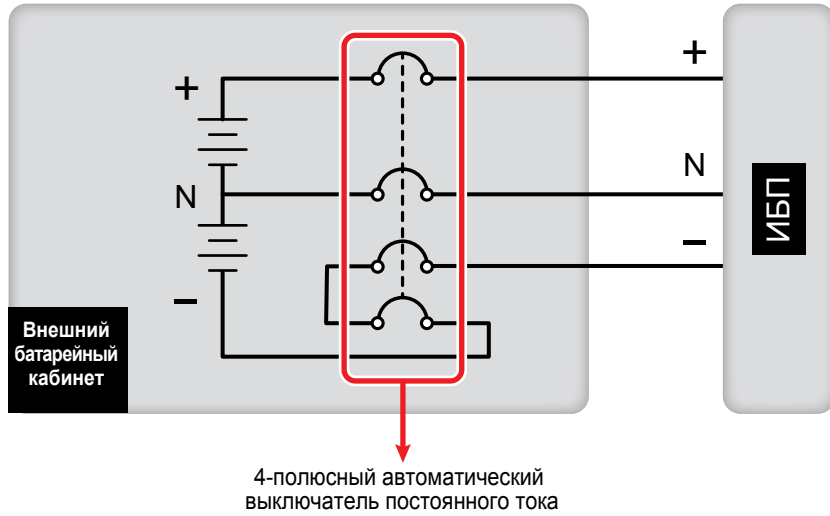 +
+
N
N
ИБП
−
−
Внешний
батарейный
кабинет
4-полюсный автоматический
выключатель постоянного тока